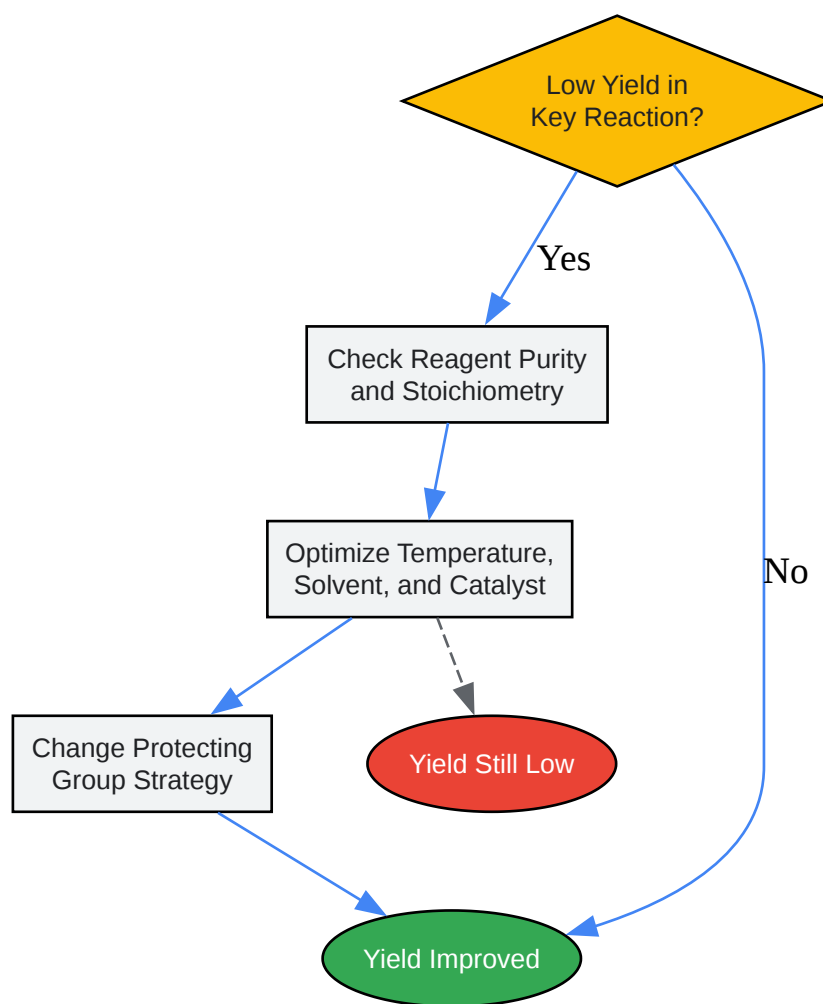 Low Yield in
Key Reaction?
Yes
Check Reagent Purity
and Stoichiometry
Optimize Temperature,
Solvent, and Catalyst
No
Change Protecting
Group Strategy
Yield Still Low
Yield Improved